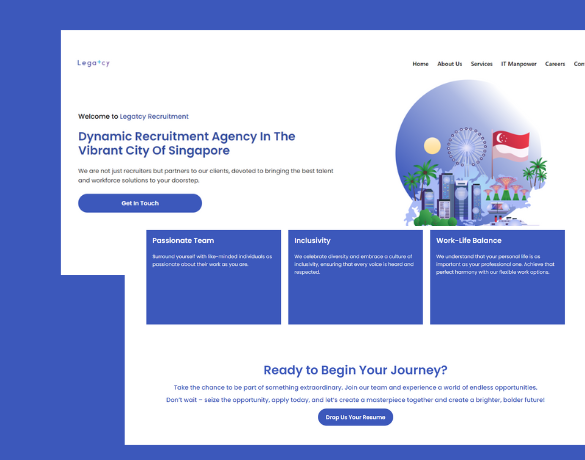 Legatcy
Home About Us Services IT Manpower Careers Con
Welcome to Legatcy Recruitment
Dynamic Recruitment Agency In The
Vibrant City Of Singapore
We are not just recruiters but partners to our clients, devoted to bringing the best talent
and workforce solutions to your doorstep.
Get In Touch
Passionate Team
Surround yourself with like-minded individuals as
passionate about their work as you are.
Inclusivity
We celebrate diversity and embrace a culture of
inclusivity, ensuring that every voice is heard and
respected.
Work-Life Balance
We understand that your personal life is as
important as your professional one. Achieve that
perfect harmony with our flexible work options.
Ready to Begin Your Journey?
Take the chance to be part of something extraordinary. Join our team and experience a world of endless opportunities.
Don't wait – seize the opportunity, apply today, and let's create a masterpiece together and create a brighter, bolder future!
Drop Us Your Resume